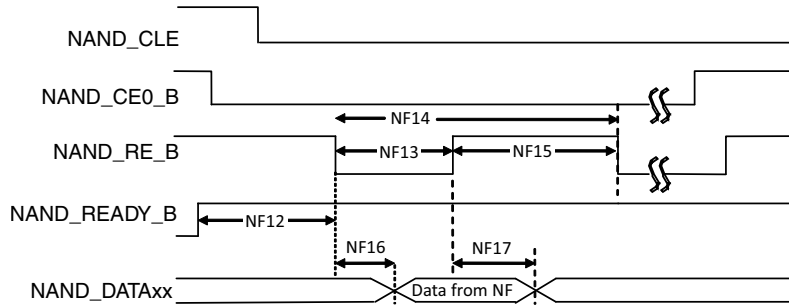 NAND_CLE
NAND_CE0_B
NF14
NAND_RE_B
NF13
NF15
NAND_READY_B
NF12
NF16
NF17
NAND_DATAxx
Data from NF